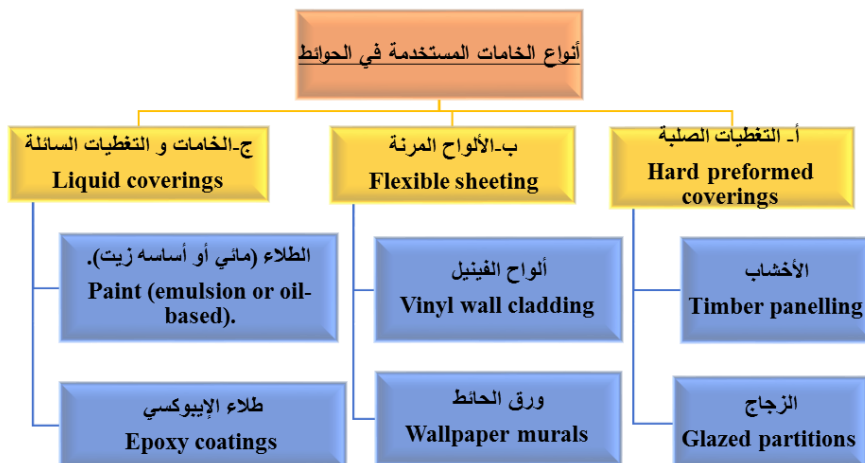 أنواع الخامات المستخدمة في الحوائط
أ- التغطيات الصلبة
Hard preformed
coverings
الأخشاب
Timber panelling
الزجاج
Glazed partitions
ب-الألواح المرنة
Flexible sheeting
ألواح الفينيل
Vinyl wall cladding
ورق الحائط
Wallpaper murals
ج-الخامات و التغطيات السائلة
Liquid coverings
الطلاء (مائي أو أساسه زيت).
Paint (emulsion or oil-
based).
طلاء الإيبوكسي
Epoxy coatings